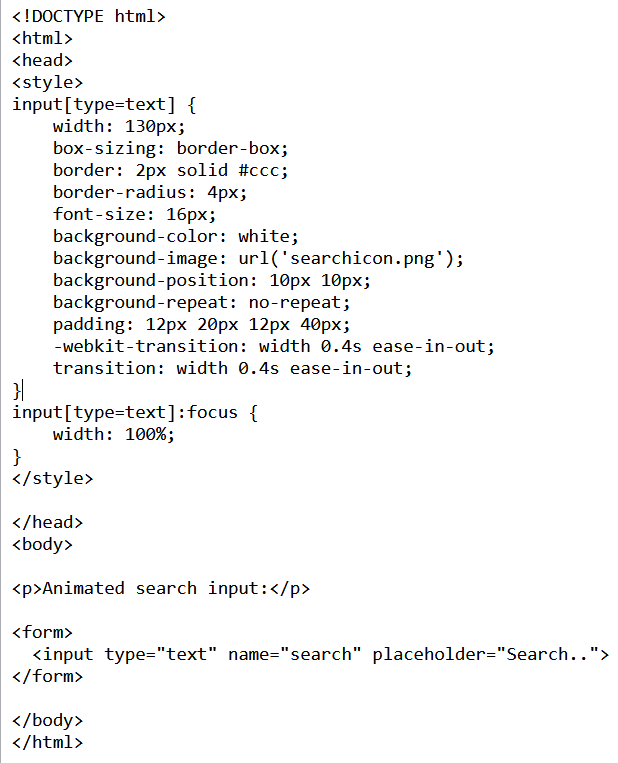 <!DOCTYPE html>
<html>
<head>
<style>
input[type=text] {
    width: 130px;
    box-sizing: border-box;
    border: 2px solid #ccc;
    border-radius: 4px;
    font-size: 16px;
    background-color: white;
    background-image: url('searchicon.png');
    background-position: 10px 10px;
    background-repeat: no-repeat;
    padding: 12px 20px 12px 40px;
    -webkit-transition: width 0.4s ease-in-out;
    transition: width 0.4s ease-in-out;
}
input[type=text]:focus {
    width: 100%;
}
</style>

</head>
<body>

<p>Animated search input:</p>

<form>
  <input type="text" name="search" placeholder="Search..">
</form>

</body>
</html>